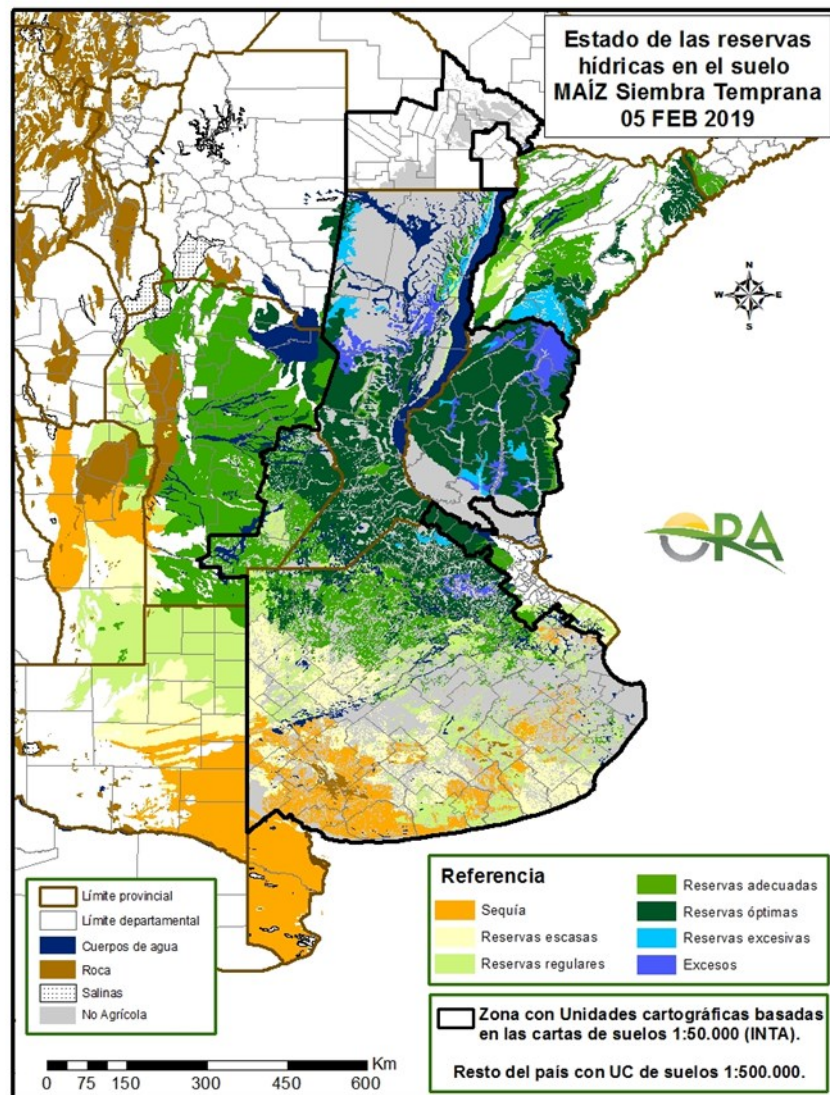 Estado de las reservas
hídricas en el suelo
MAÍZ Siembra Temprana
05 FEB 2019
N
W
E
S
ORA
Límite provincial
Límite departamental
Cuerpos de agua
Roca
Salinas
No Agrícola
Referencia
Sequía
Reservas escasas
Reservas regulares
Reservas adecuadas
Reservas óptimas
Reservas excesivas
Excesos
Zona con Unidades cartográficas basadas
en las cartas de suelos 1:50.000 (INTA).
Resto del país con UC de suelos 1:500.000.
Km
0 75 150 300 450 600